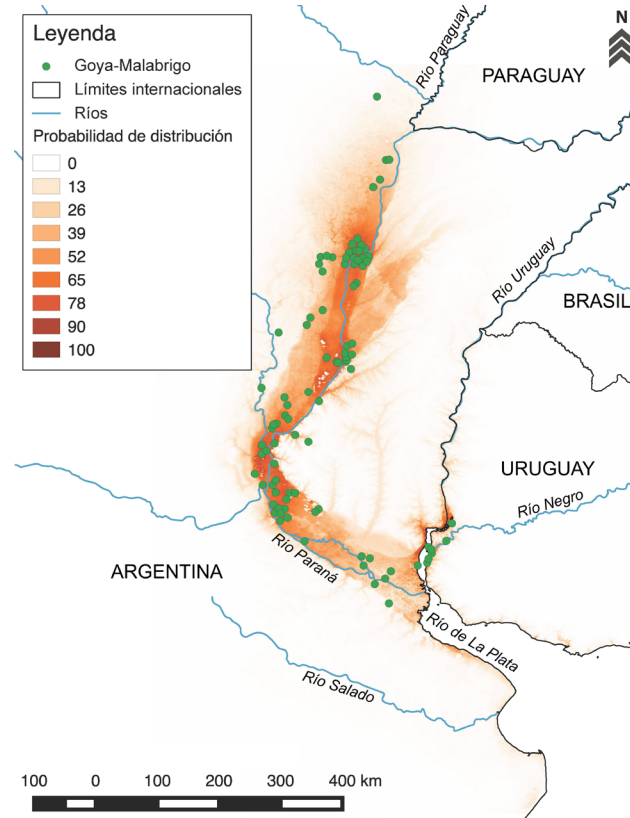 Leyenda
Goya-Malabrigo
Límites internacionales
Ríos
Probabilidad de distribución
0
13
26
39
52
65
78
90
100
N
Río Paraguay
PARAGUAY
Río Uruguay
BRASIL
URUGUAY
Río Negro
Río Paraná
ARGENTINA
Río de La Plata
Río Salado
100 0 100 200 300 400 km